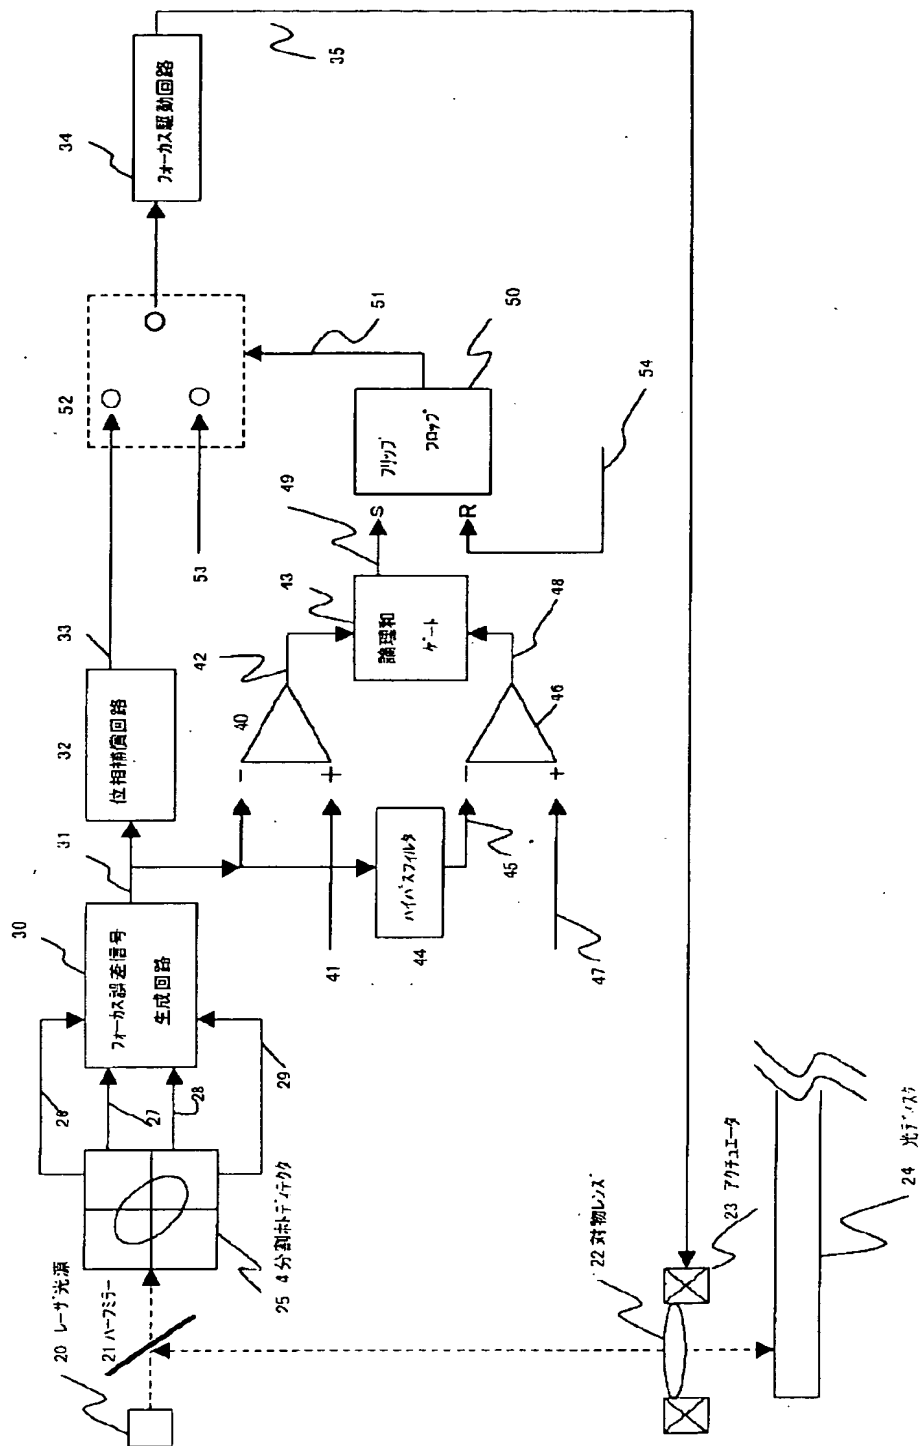 35
34
フォーカス駆動回路
52
51
50
フリップ
フロップ
54
33
53
49
S
R
43
論理和
ゲート
48
42
40
46
32
位相補償回路
31
-
+
-
+
45
ハイパスフィルタ
44
41
47
30
フォーカス誤差信号
生成回路
26
27
28
29
20 レーザ光源
21 ハーフミラー
25 4分割ホトディテクタ
22 対物レンズ
23 アクチュエータ
24 光ディスク